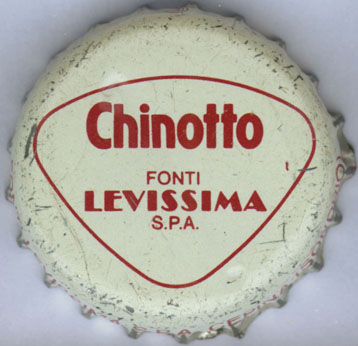 Chinotto
FONTI
LEVISSIMA
S.P.A.